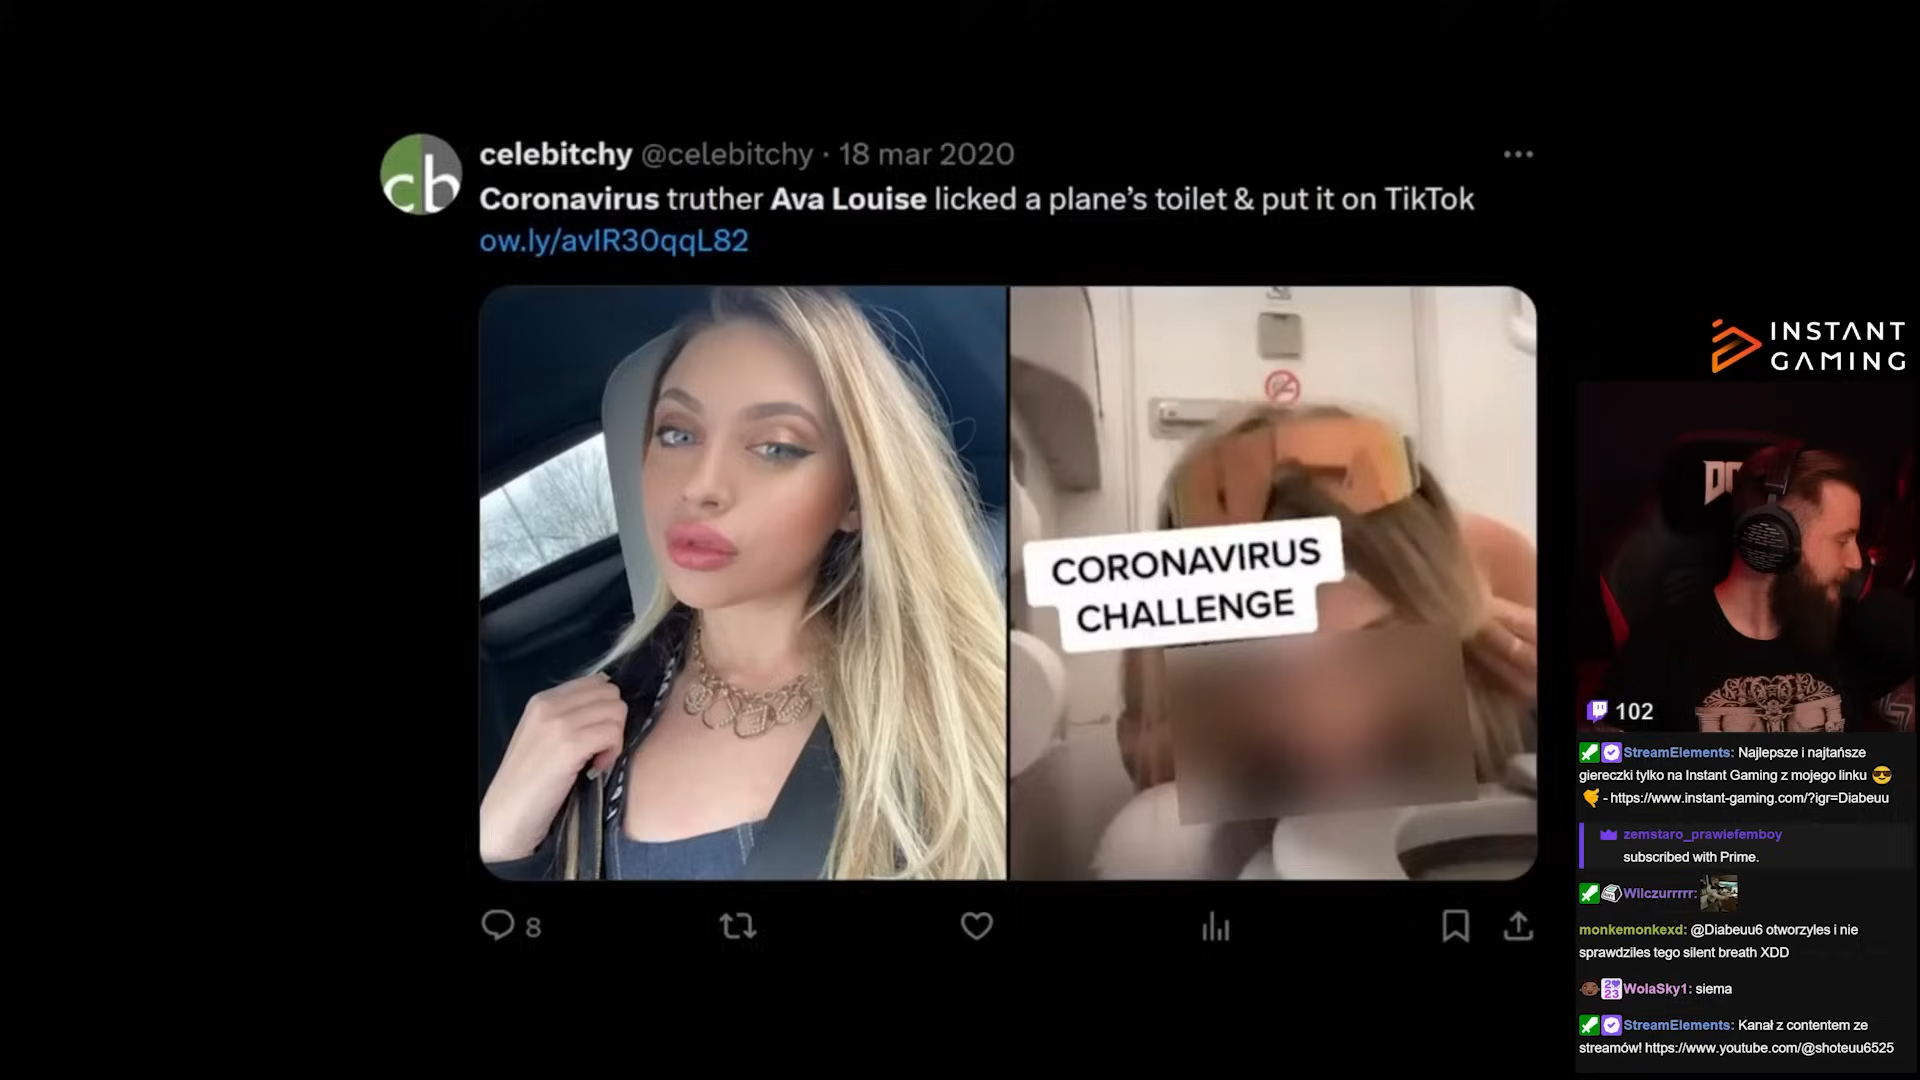 celebitchy @celebitchy · 18 mar 2020
Coronavirus truther Ava Louise licked a plane’s toilet & put it on TikTok
ow.ly/avIR30qqL82
cb
CORONAVIRUS
CHALLENGE
8
INSTANT
GAMING
102
StreamElements: Najlepsze i najtańsze
giereczki tylko na Instant Gaming z mojego linku 😎
🤙 - https://www.instant-gaming.com/?igr=Diabeuu
zemstaro_prawiefemboy
subscribed with Prime.
Wilczurrrrr:
monkemonkexd: @Diabeuu6 otworzyles i nie
sprawdziles tego silent breath XDD
WolaSky1: siema
StreamElements: Kanał z contentem ze
streamów! https://www.youtube.com/@shoteuu6525